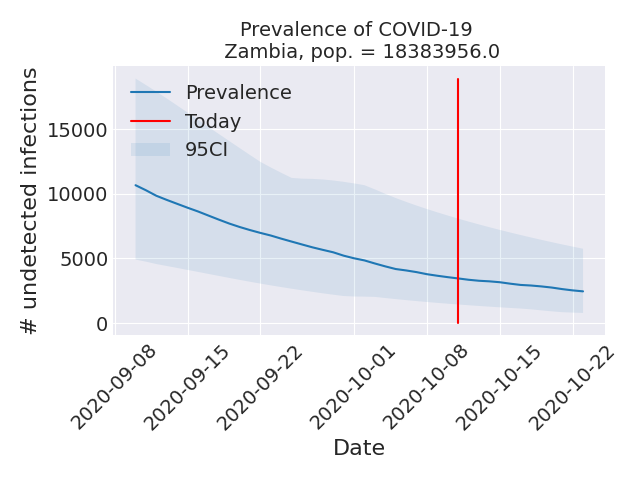 Prevalence of COVID-19
Zambia, pop. = 18383956.0
# undetected infections
15000
10000
5000
0
Prevalence
Today
95CI
2020-09-08
2020-09-15
2020-09-22
2020-10-01
2020-10-08
2020-10-15
2020-10-22
Date